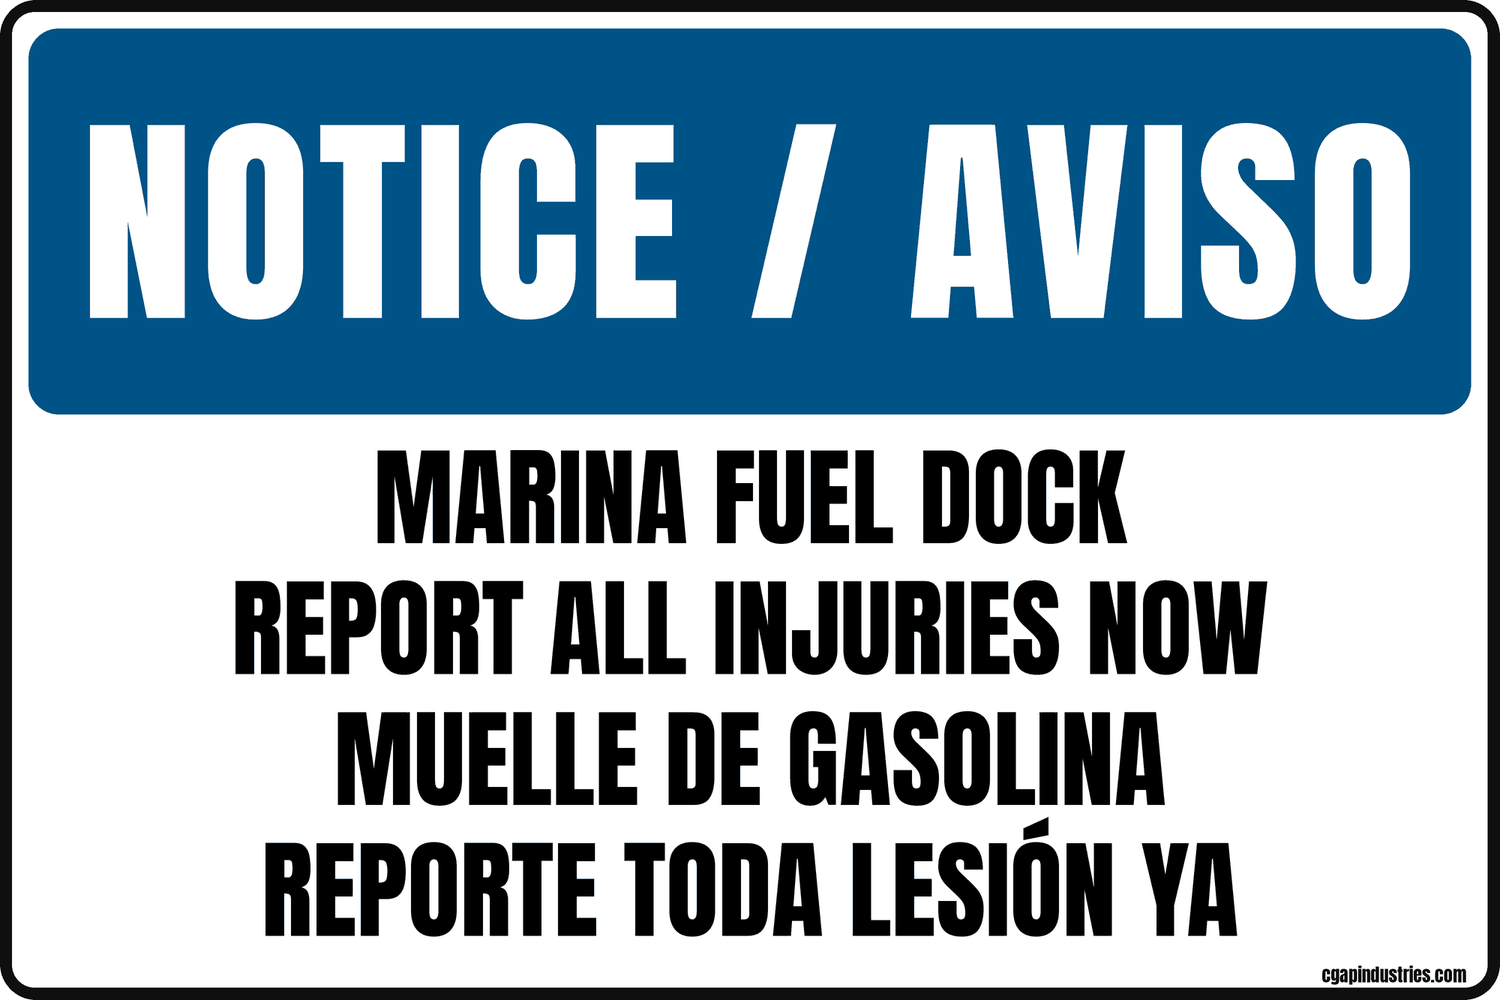 NOTICE / AVISO
MARINA FUEL DOCK
REPORT ALL INJURIES NOW
MUELLE DE GASOLINA
REPORTE TODA LESIÓN YA
cgapindustries.com